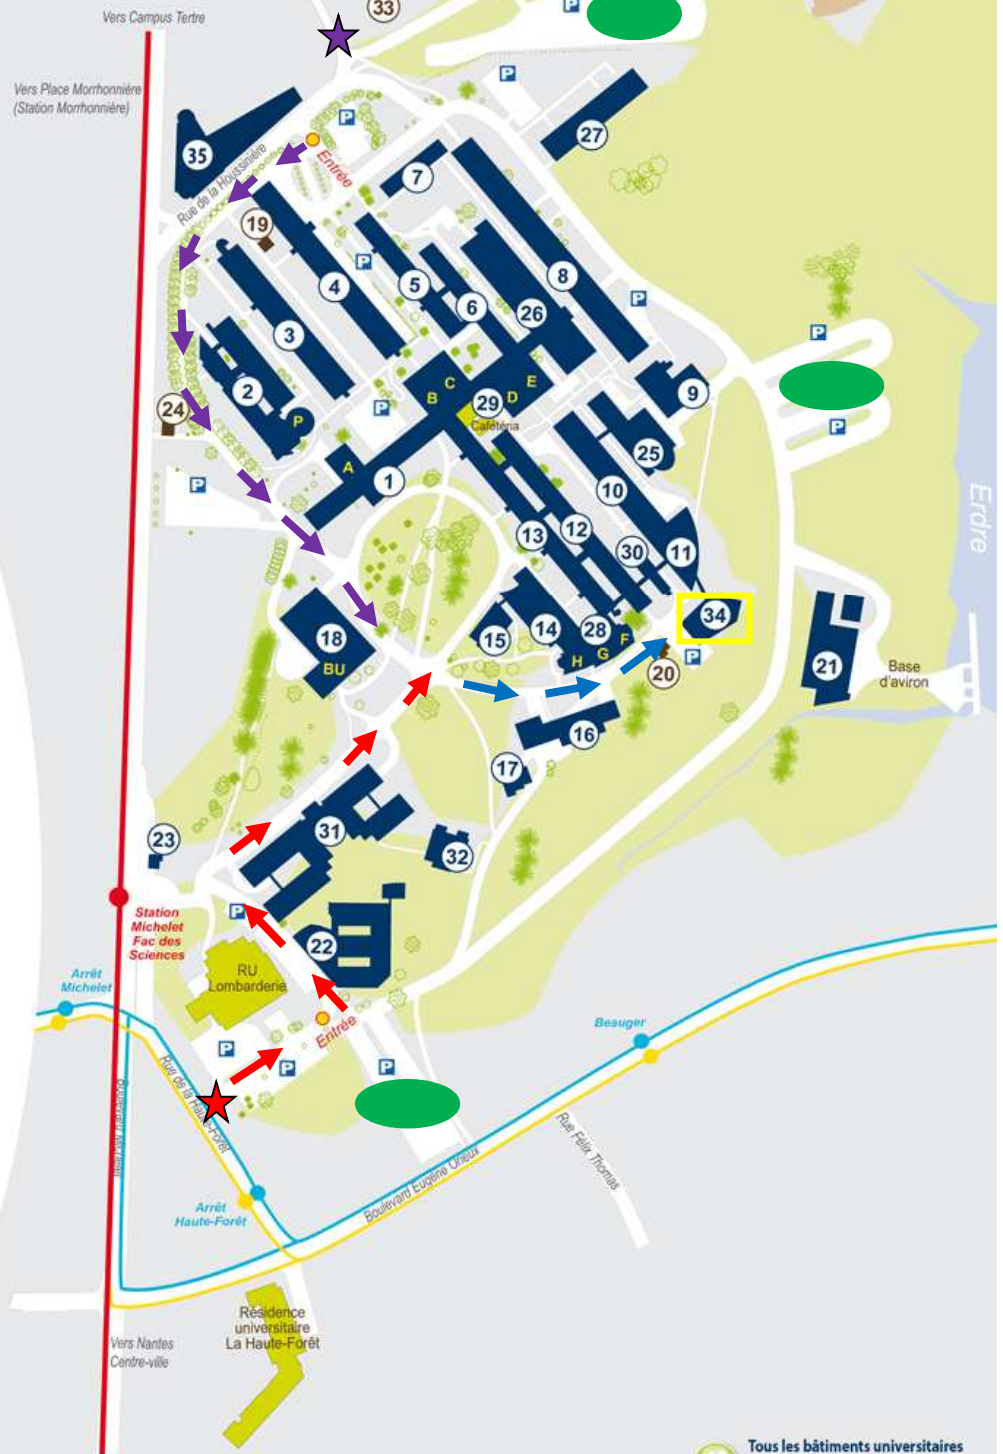 Vers Campus Tertre
33
P
Vers Place Morrhonnière
(Station Morrhonnière)
P
P
27
35
Rue de la Houssinière
Entrée
7
19
P
4
5
6
8
26
P
3
P
2
P
24
P
B
C
D
E
29
Cafétéria
9
P
A
1
25
P
10
13
12
30
11
Erdre
34
18
BU
15
14
28
F
G
H
20
P
21
Base
d'aviron
16
17
23
31
32
Station
Michelet
Fac des
Sciences
P
22
RU
Lombarderie
Arrêt
Michelet
Entrée
Beauger
P
P
P
Rue de la Haute-Forêt
Rue Félix Thomas
Boulevard Eugène Orieux
Arrêt
Haute-Forêt
Résidence
universitaire
La Haute-Forêt
Vers Nantes
Centre-ville
Tous les bâtiments universitaires